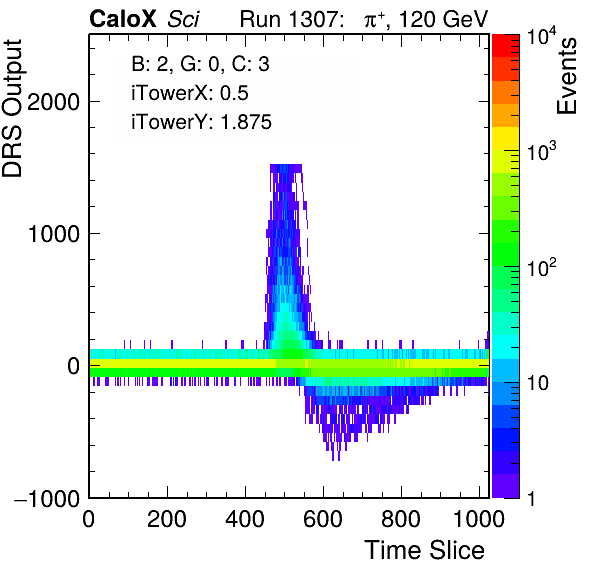 CaloX Sci Run 1307: π⁺, 120 GeV
B: 2, G: 0, C: 3
iTowerX: 0.5
iTowerY: 1.875
DRS Output
2000
1000
0
−1000
0 200 400 600 800 1000
Time Slice
Events
10⁴
10³
10²
10
1